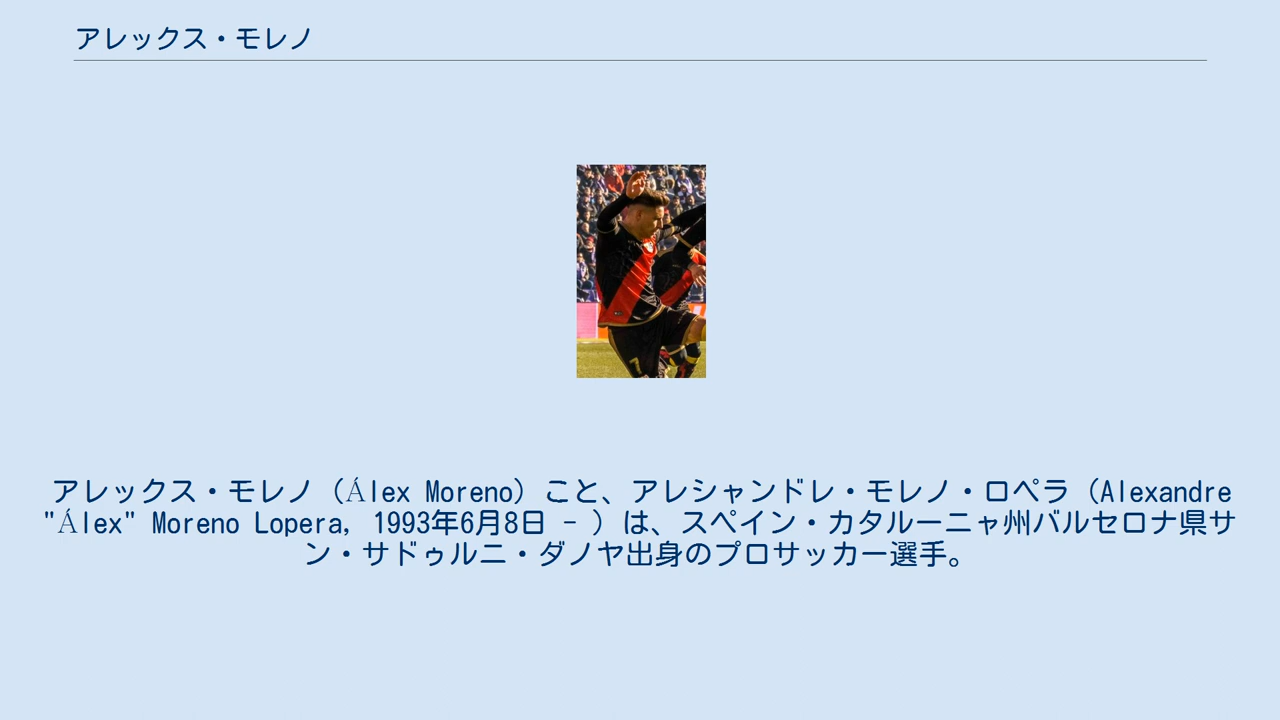 アレックス・モレノ
7
アレックス・モレノ（Álex Moreno）こと、アレシャンドレ・モレノ・ロペラ（Alexandre
"Álex" Moreno Lopera, 1993年6月8日 - ）は、スペイン・カタルーニャ州バルセロナ県サ
ン・サドゥルニ・ダノヤ出身のプロサッカー選手。